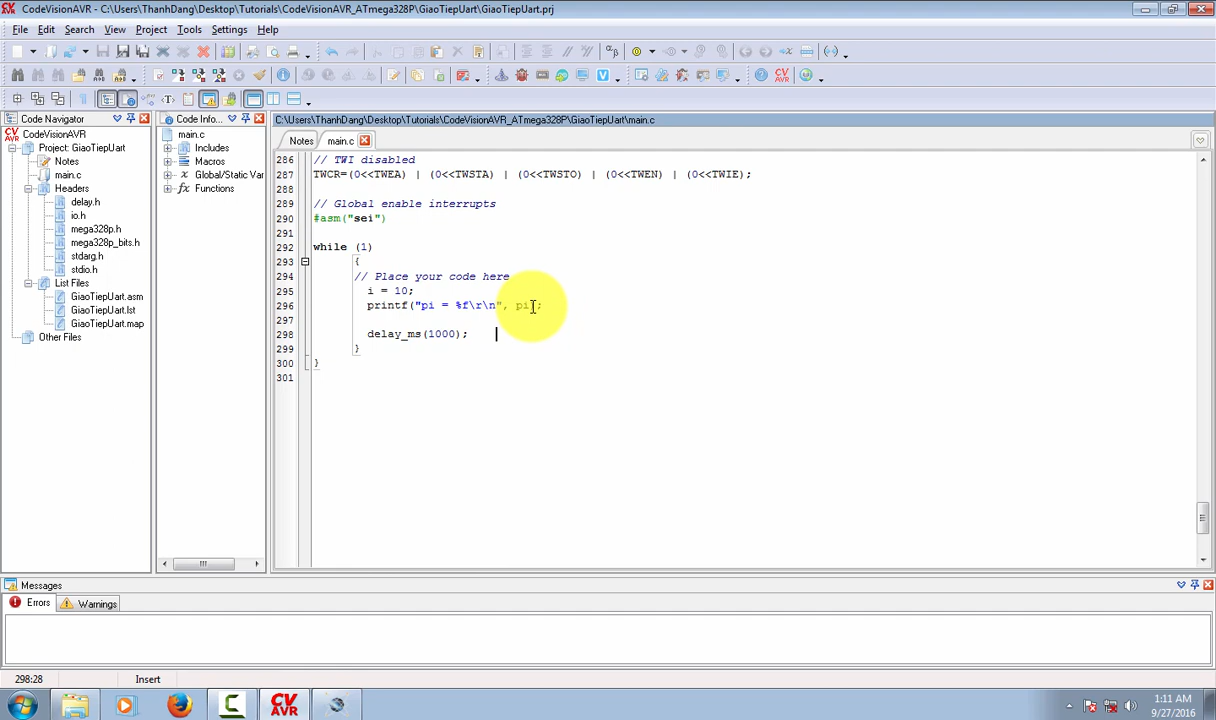 CodeVisionAVR - C:\Users\ThanhDang\Desktop\Tutorials\CodeVisionAVR_ATmega328P\GiaoTiepUart\GiaoTiepUart.prj
File Edit Search View Project Tools Settings Help
Code Navigator
CodeVisionAVR
Project: GiaoTiepUart
Notes
main.c
Headers
delay.h
io.h
mega328p.h
mega328p_bits.h
stdarg.h
stdio.h
List Files
GiaoTiepUart.asm
GiaoTiepUart.lst
GiaoTiepUart.map
Other Files
Code Info...
main.c
Includes
Macros
Global/Static Var
Functions
C:\Users\ThanhDang\Desktop\Tutorials\CodeVisionAVR_ATmega328P\GiaoTiepUart\main.c
Notes main.c
286 // TWI disabled
287 TWCR=(0<<TWEA) | (0<<TWSTA) | (0<<TWSTO) | (0<<TWEN) | (0<<TWIE);
288
289 // Global enable interrupts
290 #asm("sei")
291
292 while (1)
293 {
294 // Place your code here
295 i = 10;
296 printf("pi = %f\r\n", pi;
297
298 delay_ms(1000);
299 }
300 }
301
Messages
Errors Warnings
298:28 Insert
CV AVR
1:11 AM
9/27/2016